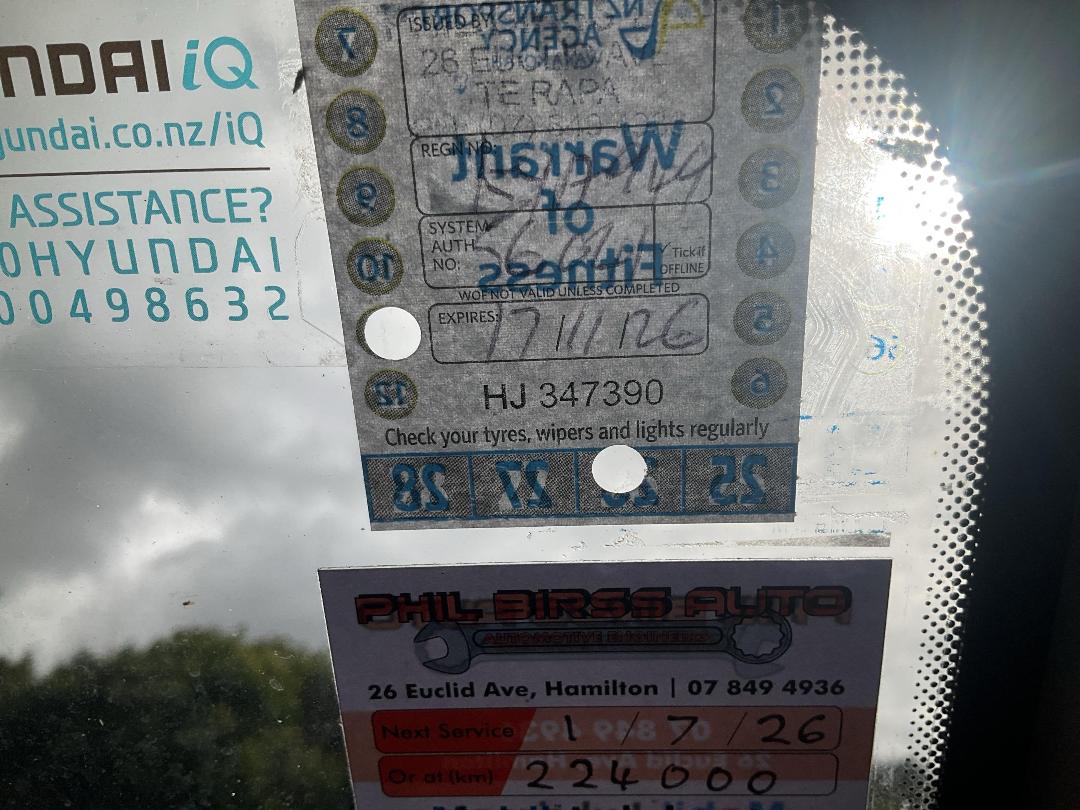 NDAI iQ
yundai.co.nz/iQ
ASSISTANCE?
0HYUNDAI
00498632
ISSUED BY:
NZ TRANSPORT
AGENCY
TE RAPA
REGN NO:
Warrant
of
Fitness
SYSTEM
AUTH
NO:
Tick if
OFFLINE
WOF NOT VALID UNLESS COMPLETED
EXPIRES: 17/11/26
7
8
9
10
12
1
2
3
4
5
6
HJ 347390
Check your tyres, wipers and lights regularly
28 27 25
PHIL BIRSS AUTO
AUTOMOTIVE ENGINEERS
26 Euclid Ave, Hamilton | 07 849 4936
Next Service 1 / 7 / 26
Or at (km) 224000